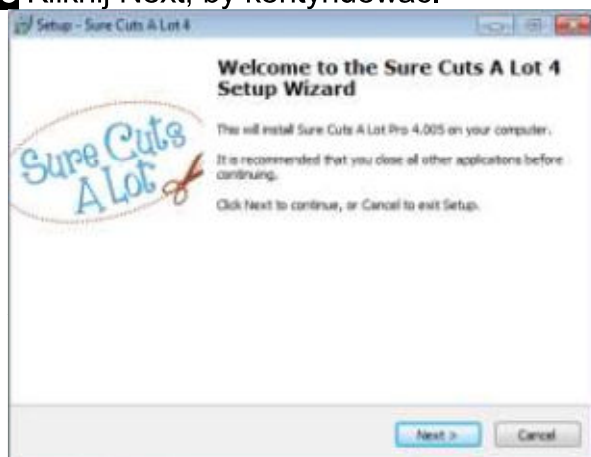 Kliknij Next, by kontynuować.
Setup - Sure Cuts A Lot 4
Welcome to the Sure Cuts A Lot 4
Setup Wizard
This will install Sure Cuts A Lot Pro 4.005 on your computer.
It is recommended that you close all other applications before
continuing.
Click Next to continue, or Cancel to exit Setup.
Sure Cuts
A Lot
Next >
Cancel